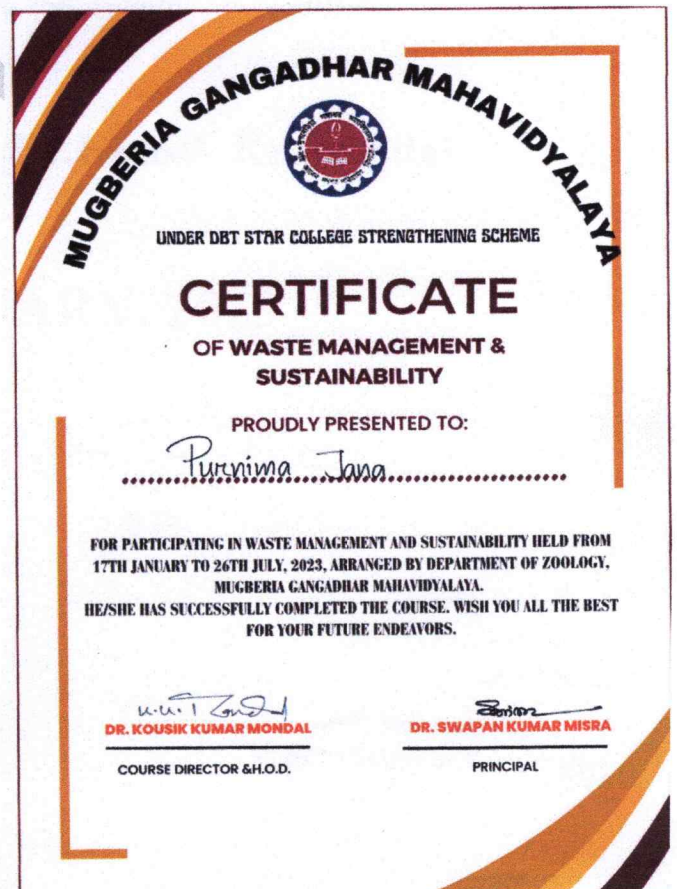 MUGBERIA GANGADHAR MAHAVIDYALAYA
UNDER DBT STAR COLLEGE STRENGTHENING SCHEME
CERTIFICATE
OF WASTE MANAGEMENT &
SUSTAINABILITY
PROUDLY PRESENTED TO:
Purnima Jana
FOR PARTICIPATING IN WASTE MANAGEMENT AND SUSTAINABILITY HELD FROM
17TH JANUARY TO 26TH JULY, 2023, ARRANGED BY DEPARTMENT OF ZOOLOGY,
MUGBERIA GANGADHAR MAHAVIDYALAYA.
HE/SHE HAS SUCCESSFULLY COMPLETED THE COURSE. WISH YOU ALL THE BEST
FOR YOUR FUTURE ENDEAVORS.
DR. KOUSIK KUMAR MONDAL
DR. SWAPAN KUMAR MISRA
COURSE DIRECTOR &H.O.D.
PRINCIPAL